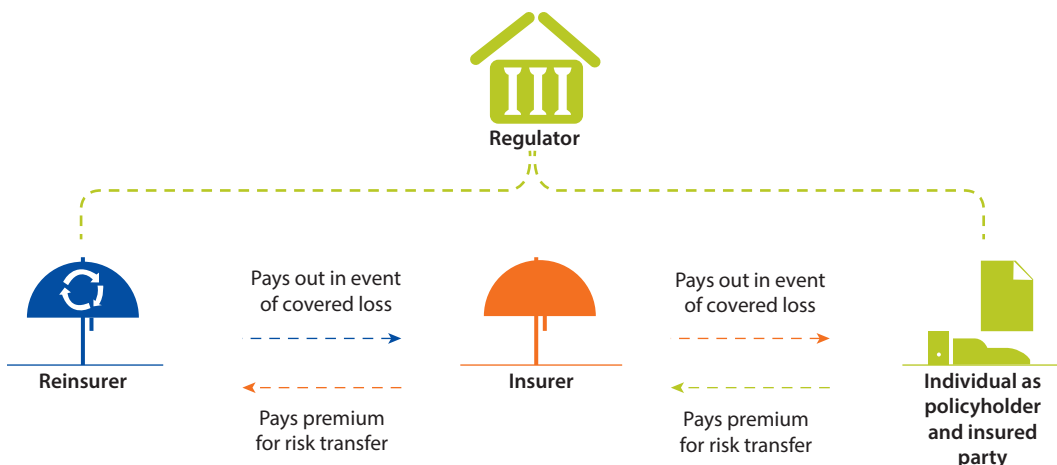 Regulator
Pays out in event
of covered loss
Pays out in event
of covered loss
Reinsurer
Insurer
Individual as
policyholder
and insured
party
Pays premium
for risk transfer
Pays premium
for risk transfer